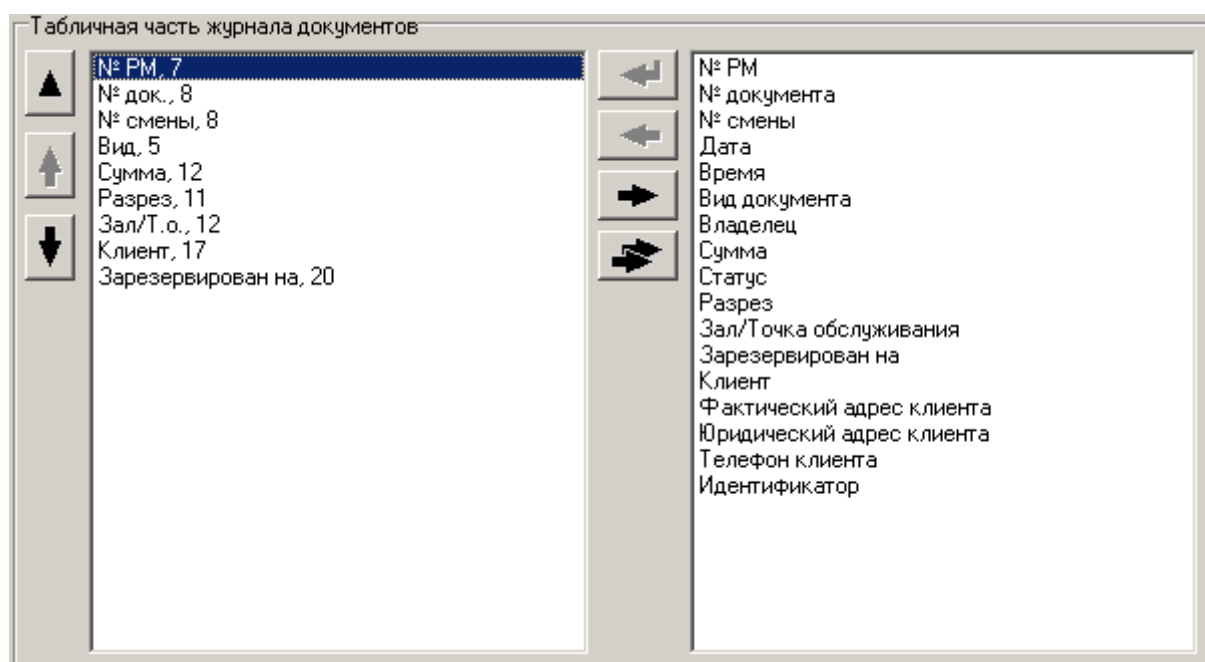 Табличная часть журнала документов
№ РМ, 7
№ док., 8
№ смены, 8
Вид, 5
Сумма, 12
Разрез, 11
Зал/Т.о., 12
Клиент, 17
Зарезервирован на, 20
№ РМ
№ документа
№ смены
Дата
Время
Вид документа
Владелец
Сумма
Статус
Разрез
Зал/Точка обслуживания
Зарезервирован на
Клиент
Фактический адрес клиента
Юридический адрес клиента
Телефон клиента
Идентификатор